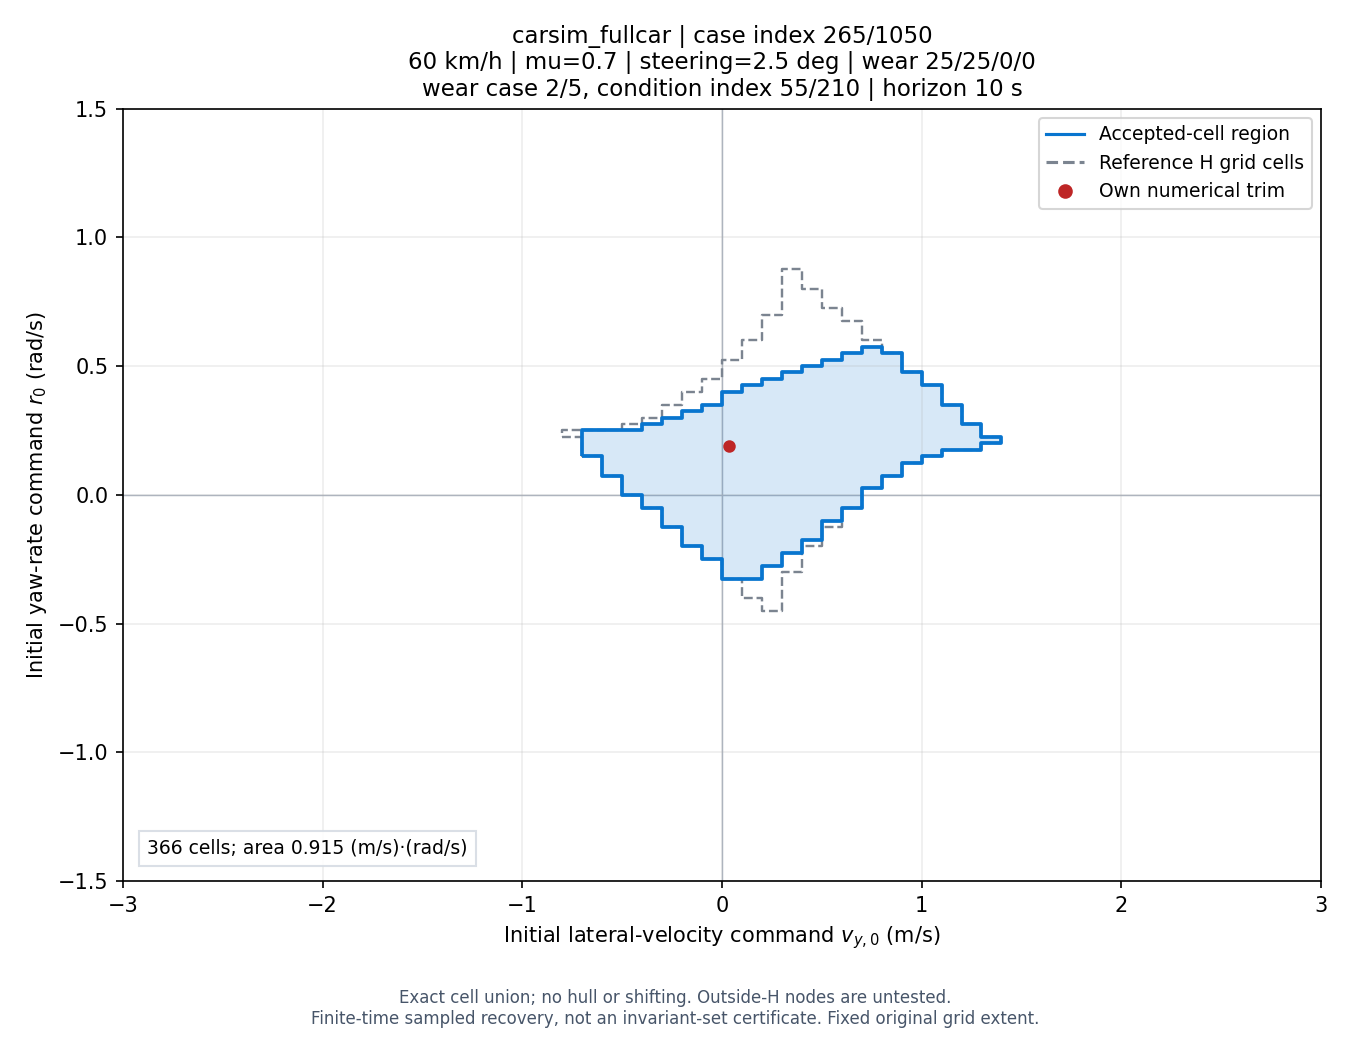 carsim_fullcar | case index 265/1050
60 km/h | mu=0.7 | steering=2.5 deg | wear 25/25/0/0
wear case 2/5, condition index 55/210 | horizon 10 s
Accepted-cell region
Reference H grid cells
Own numerical trim
1.5
1.0
0.5
0.0
−0.5
−1.0
−1.5
Initial yaw-rate command r₀ (rad/s)
366 cells; area 0.915 (m/s)·(rad/s)
−3
−2
−1
0
1
2
3
Initial lateral-velocity command v_{y,0} (m/s)
Exact cell union; no hull or shifting. Outside-H nodes are untested.
Finite-time sampled recovery, not an invariant-set certificate. Fixed original grid extent.